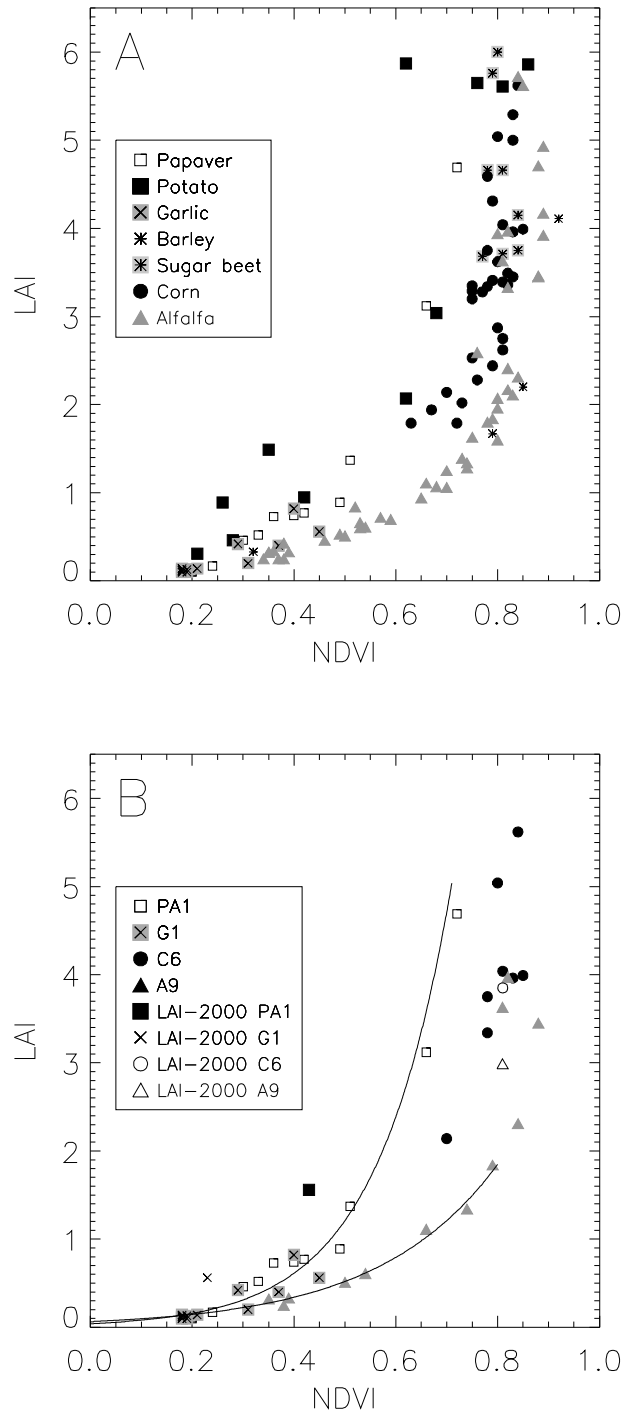 A
6
5
4
3
2
1
0
LAI
Papaver
Potato
Garlic
Barley
Sugar beet
Corn
Alfalfa
0.0 0.2 0.4 0.6 0.8 1.0
NDVI
B
6
5
4
3
2
1
0
LAI
PA1
G1
C6
A9
LAI-2000 PA1
LAI-2000 G1
LAI-2000 C6
LAI-2000 A9
0.0 0.2 0.4 0.6 0.8 1.0
NDVI